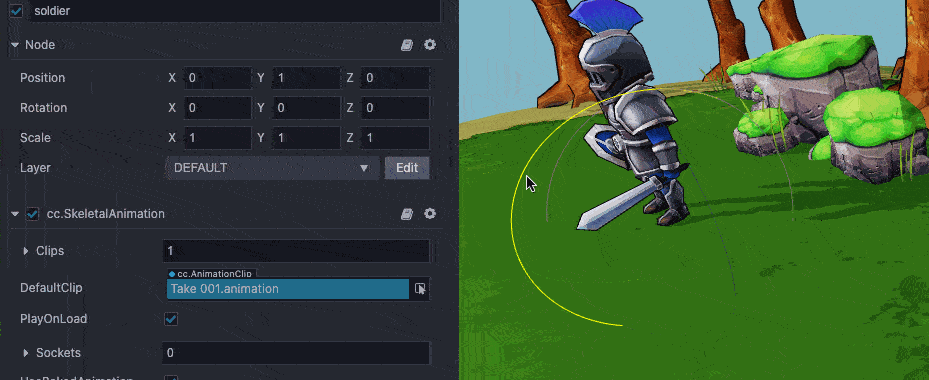 soldier
Node
Position X 0 Y 1 Z 0
Rotation X 0 Y 0 Z 0
Scale X 1 Y 1 Z 1
Layer DEFAULT Edit
cc.SkeletalAnimation
Clips 1
cc.AnimationClip
DefaultClip Take 001.animation
PlayOnLoad
Sockets 0
UseBakedAnimation